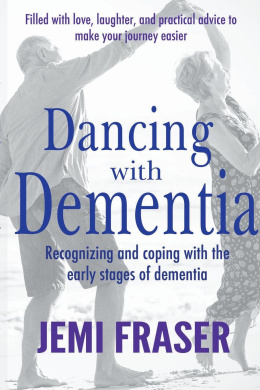 Filled with love, laughter, and practical advice to
make your journey easier
Dancing
with
Dementia
Recognizing and coping with the
early stages of dementia
JEMI FRASER